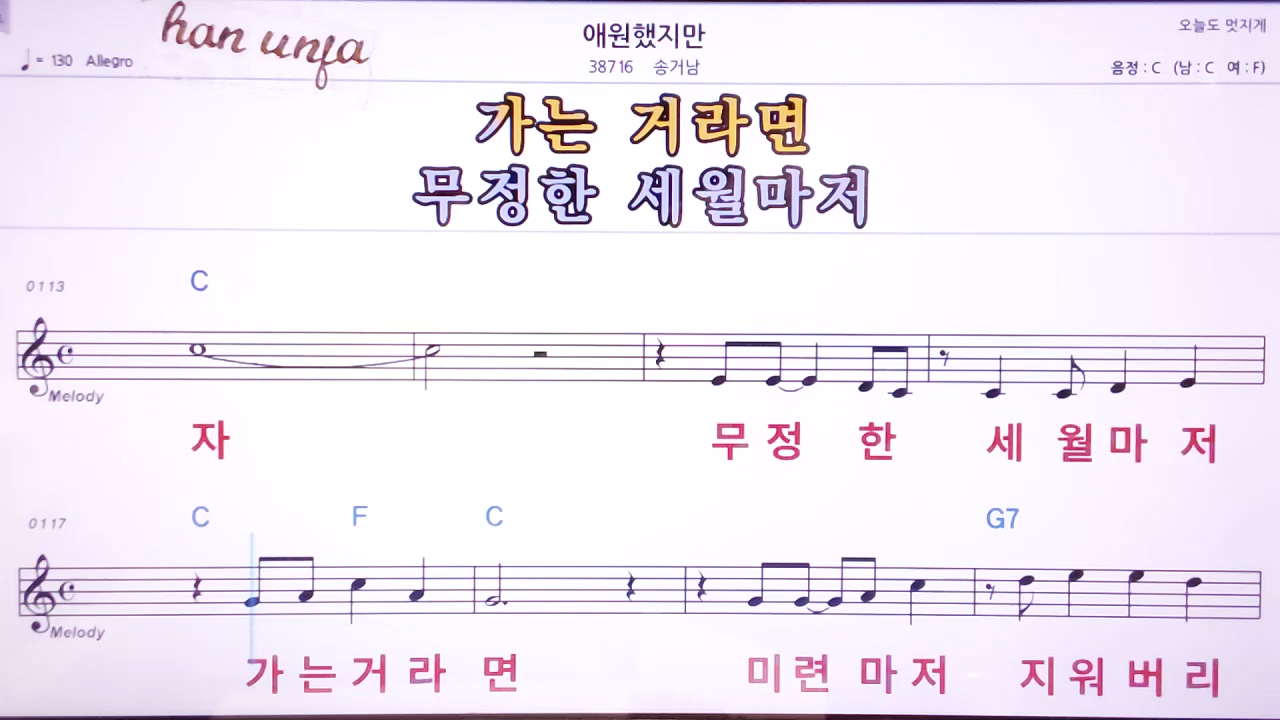 han unja
애원했지만
오늘도 멋지게
♩ = 130 Allegro
38716 송거남
음정 : C (남 : C 여 : F)
가는 거라면
무정한 세월마저
0113
C
Melody
자 무정 한 세 월마 저
0117
C F C G7
Melody
가는거라 면 미련 마저 지워버리